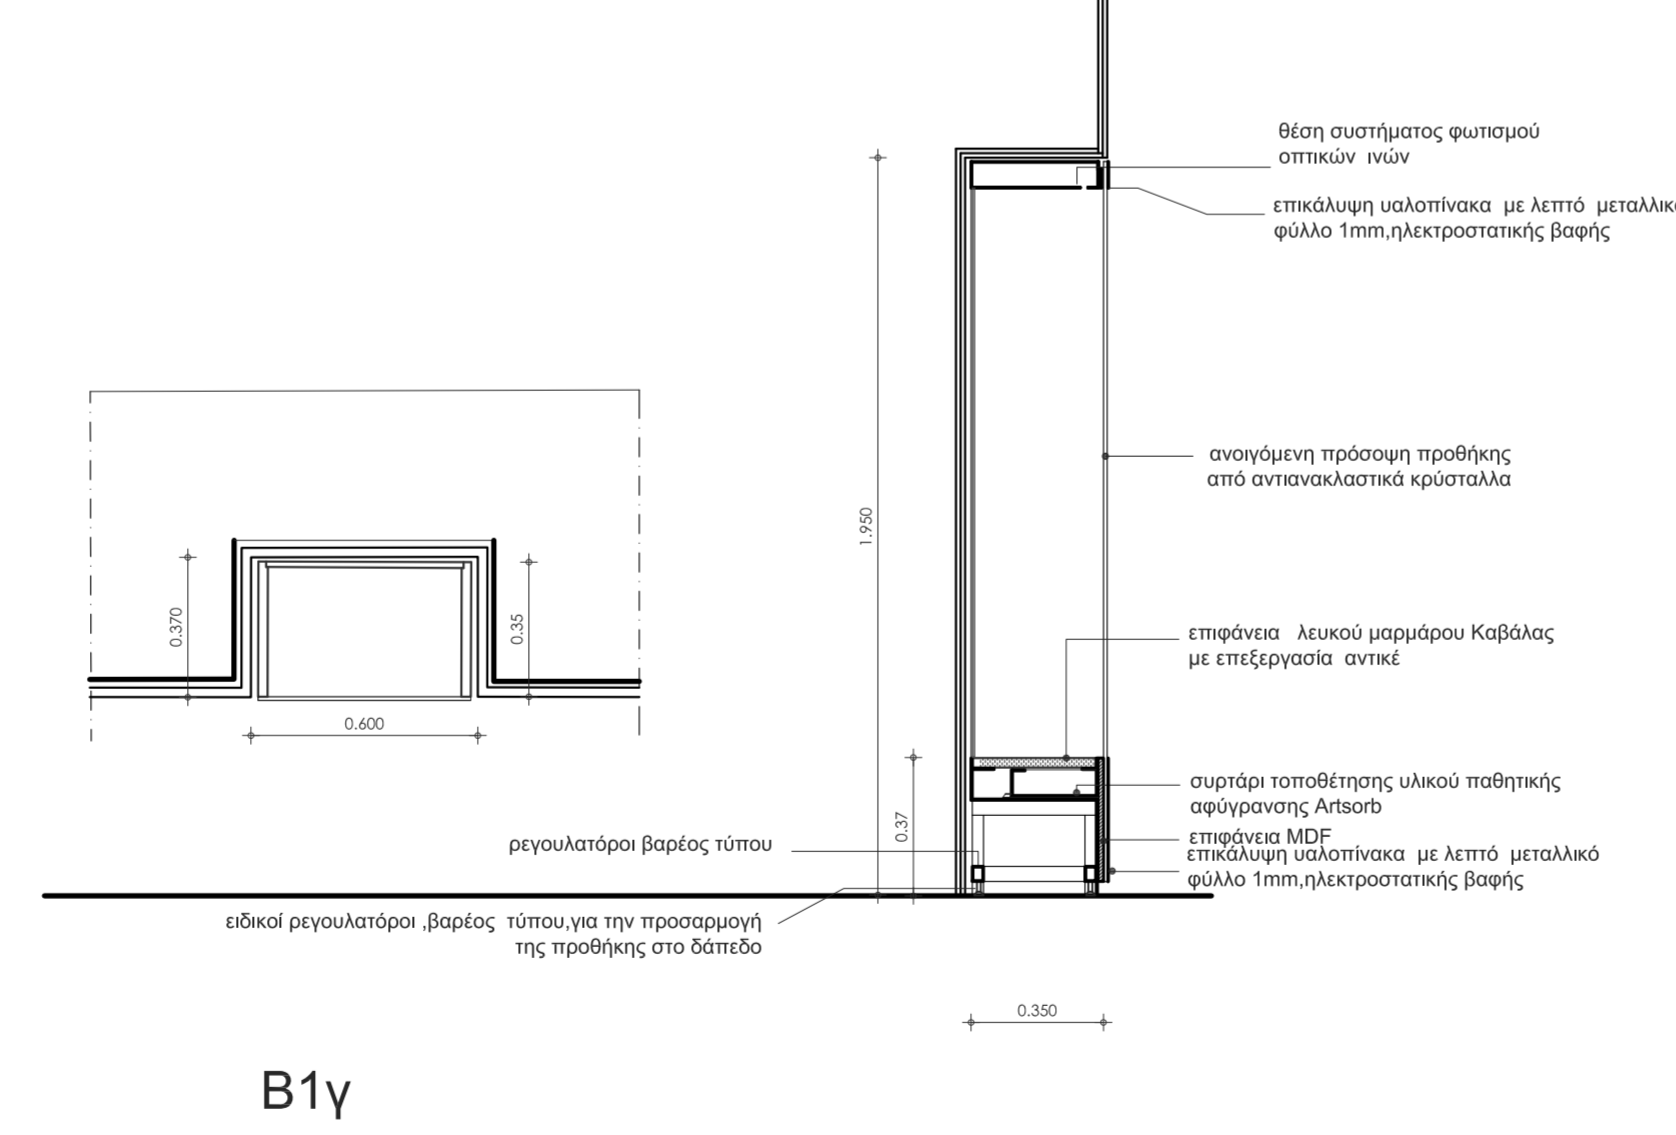 θέση συστήματος φωτισμού
οπτικών ινών
επικάλυψη υαλοπίνακα με λεπτό μεταλλικ
φύλλο 1mm,ηλεκτροστατικής βαφής
1.950
ανοιγόμενη πρόσοψη προθήκης
από αντιανακλαστικά κρύσταλλα
0.370
0.35
0.600
επιφάνεια λευκού μαρμάρου Καβάλας
με επεξεργασία αντικέ
συρτάρι τοποθέτησης υλικού παθητικής
αφύγρανσης Artsorb
0.37
επιφάνεια MDF
ρεγουλατόροι βαρέος τύπου
επικάλυψη υαλοπίνακα με λεπτό μεταλλικό
φύλλο 1mm,ηλεκτροστατικής βαφής
ειδικοί ρεγουλατόροι ,βαρέος τύπου,για την προσαρμογή
της προθήκης στο δάπεδο
0.350
Β1γ